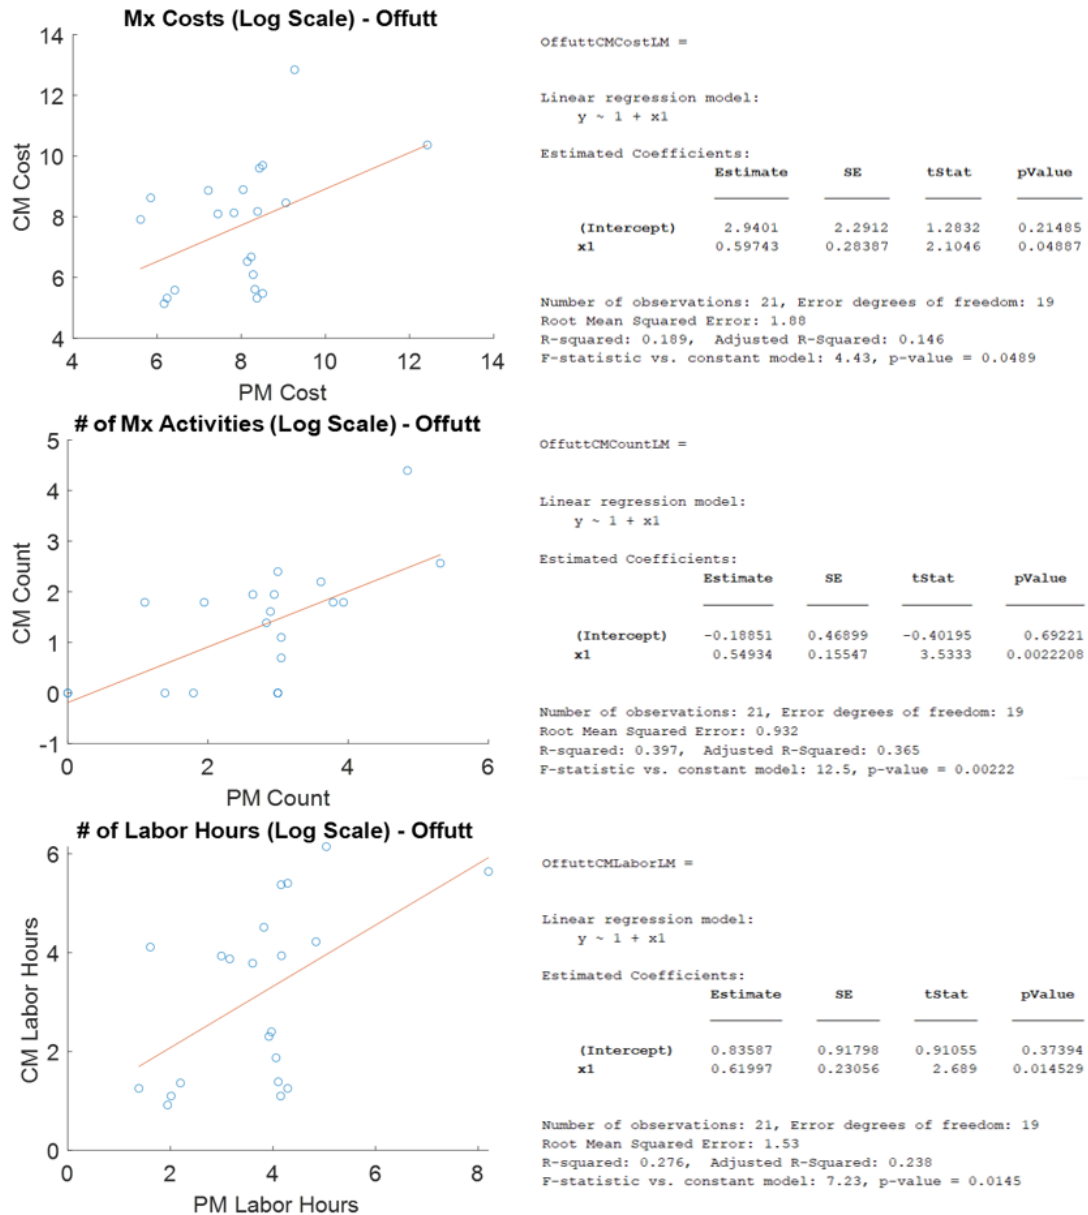 Mx Costs (Log Scale) - Offutt
14
12
10
8
6
4
CM Cost
4 6 8 10 12 14
PM Cost
OffuttCMCostLM =
Linear regression model:
y ~ 1 + x1
Estimated Coefficients:
Estimate SE tStat pValue
(Intercept) 2.9401 2.2912 1.2832 0.21485
x1 0.59743 0.28387 2.1046 0.04887
Number of observations: 21, Error degrees of freedom: 19
Root Mean Squared Error: 1.88
R-squared: 0.189, Adjusted R-Squared: 0.146
F-statistic vs. constant model: 4.43, p-value = 0.0489
# of Mx Activities (Log Scale) - Offutt
5
4
3
2
1
0
-1
CM Count
0 2 4 6
PM Count
OffuttCMCountLM =
Linear regression model:
y ~ 1 + x1
Estimated Coefficients:
Estimate SE tStat pValue
(Intercept) -0.18851 0.46899 -0.40195 0.69221
x1 0.54934 0.15547 3.5333 0.0022208
Number of observations: 21, Error degrees of freedom: 19
Root Mean Squared Error: 0.932
R-squared: 0.397, Adjusted R-Squared: 0.365
F-statistic vs. constant model: 12.5, p-value = 0.00222
# of Labor Hours (Log Scale) - Offutt
6
4
2
0
CM Labor Hours
0 2 4 6 8
PM Labor Hours
OffuttCMLaborLM =
Linear regression model:
y ~ 1 + x1
Estimated Coefficients:
Estimate SE tStat pValue
(Intercept) 0.83587 0.91798 0.91055 0.37394
x1 0.61997 0.23056 2.689 0.014529
Number of observations: 21, Error degrees of freedom: 19
Root Mean Squared Error: 1.53
R-squared: 0.276, Adjusted R-Squared: 0.238
F-statistic vs. constant model: 7.23, p-value = 0.0145